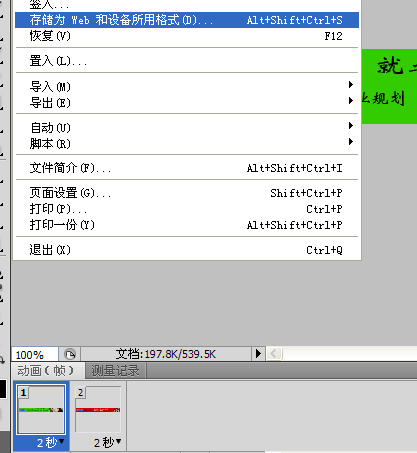 签入...
存储为 Web 和设备所用格式(D)... Alt+Shift+Ctrl+S
恢复(V) F12
置入(L)...
导入(M)
导出(E)
自动(U)
脚本(R)
文件简介(F)... Alt+Shift+Ctrl+I
页面设置(G)... Shift+Ctrl+P
打印(P)... Ctrl+P
打印一份(Y) Alt+Shift+Ctrl+P
退出(X) Ctrl+Q
就
业规划
100% 文档:197.8K/539.5K
动画(帧) 测量记录
1 2
2秒 2秒